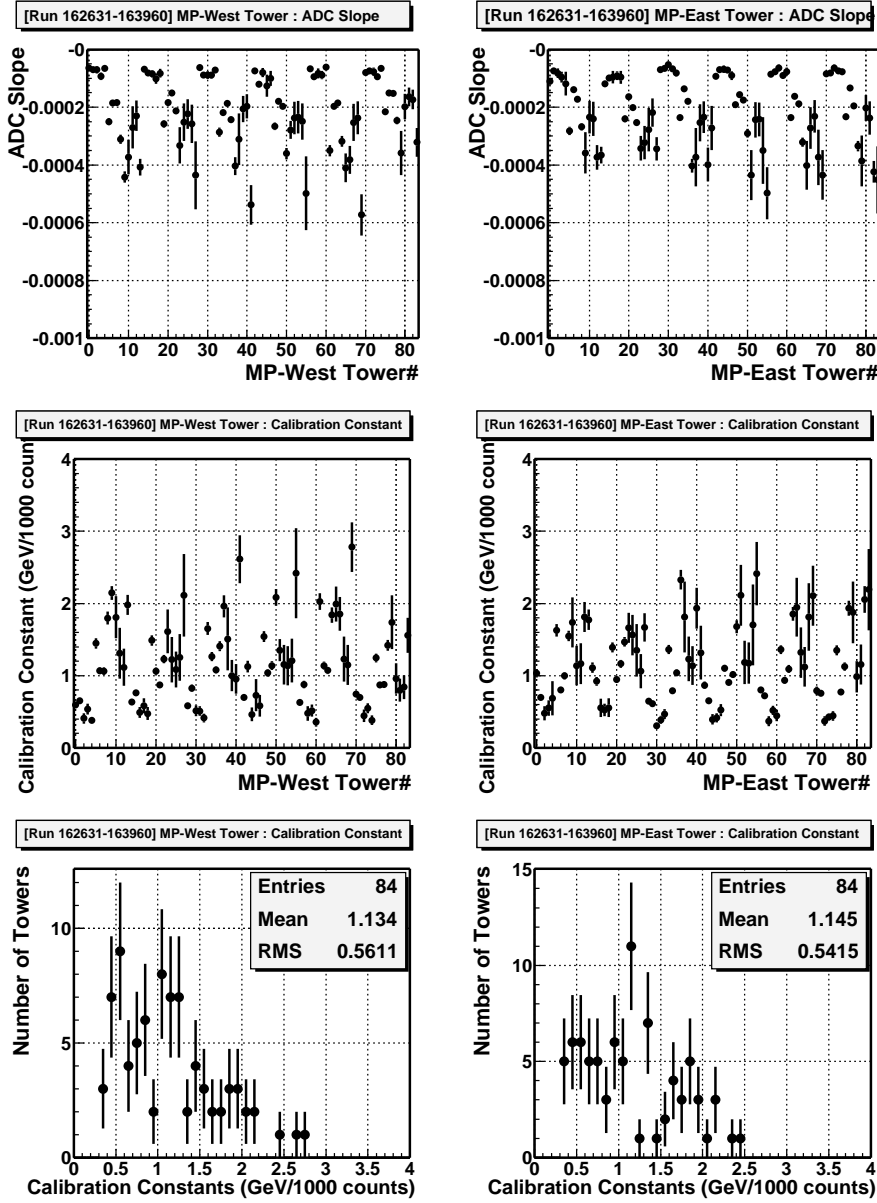 [Run 162631-163960] MP-West Tower : ADC Slope
ADC Slope
-0
-0.0002
-0.0004
-0.0006
-0.0008
-0.001
0 10 20 30 40 50 60 70 80
MP-West Tower#
[Run 162631-163960] MP-East Tower : ADC Slope
ADC Slope
-0
-0.0002
-0.0004
-0.0006
-0.0008
-0.001
0 10 20 30 40 50 60 70 80
MP-East Tower#
[Run 162631-163960] MP-West Tower : Calibration Constant
Calibration Constant (GeV/1000 coun
4
3
2
1
0
0 10 20 30 40 50 60 70 80
MP-West Tower#
[Run 162631-163960] MP-East Tower : Calibration Constant
Calibration Constant (GeV/1000 coun
4
3
2
1
0
0 10 20 30 40 50 60 70 80
MP-East Tower#
[Run 162631-163960] MP-West Tower : Calibration Constant
Number of Towers
10
5
0
Entries 84
Mean 1.134
RMS 0.5611
0 0.5 1 1.5 2 2.5 3 3.5 4
Calibration Constants (GeV/1000 counts)
[Run 162631-163960] MP-East Tower : Calibration Constant
Number of Towers
15
10
5
0
Entries 84
Mean 1.145
RMS 0.5415
0 0.5 1 1.5 2 2.5 3 3.5 4
Calibration Constants (GeV/1000 counts)